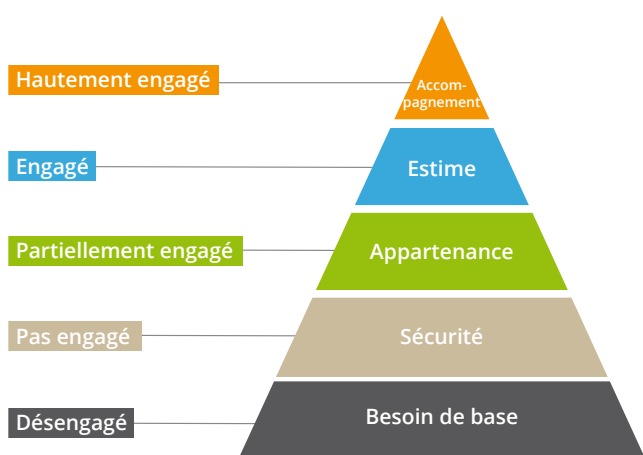 Hautement engagé
Accom-
pagnement
Engagé
Estime
Partiellement engagé
Appartenance
Pas engagé
Sécurité
Désengagé
Besoin de base